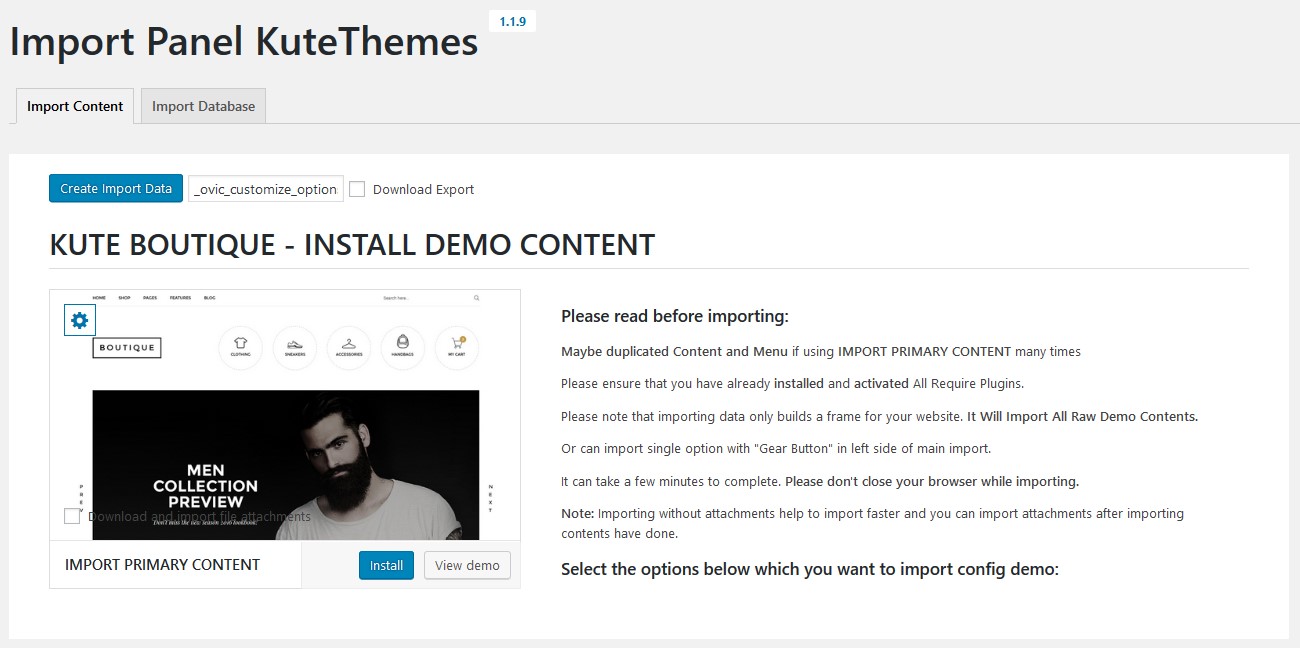 Import Panel KuteThemes 1.1.9
Import Content Import Database
Create Import Data _ovic_customize_option Download Export
KUTE BOUTIQUE - INSTALL DEMO CONTENT
HOME SHOP PAGES FEATURES BLOG Search here...
BOUTIQUE
CLOTHING SNEAKERS ACCESSORIES HANDBAGS MY CART
MEN
COLLECTION
PREVIEW
Don't miss the new season 2016 lookbook.
PREV
NEXT
Download and import file attachments
IMPORT PRIMARY CONTENT Install View demo
Please read before importing:
Maybe duplicated Content and Menu if using IMPORT PRIMARY CONTENT many times
Please ensure that you have already installed and activated All Require Plugins.
Please note that importing data only builds a frame for your website. It Will Import All Raw Demo Contents.
Or can import single option with "Gear Button" in left side of main import.
It can take a few minutes to complete. Please don't close your browser while importing.
Note: Importing without attachments help to import faster and you can import attachments after importing
contents have done.
Select the options below which you want to import config demo: